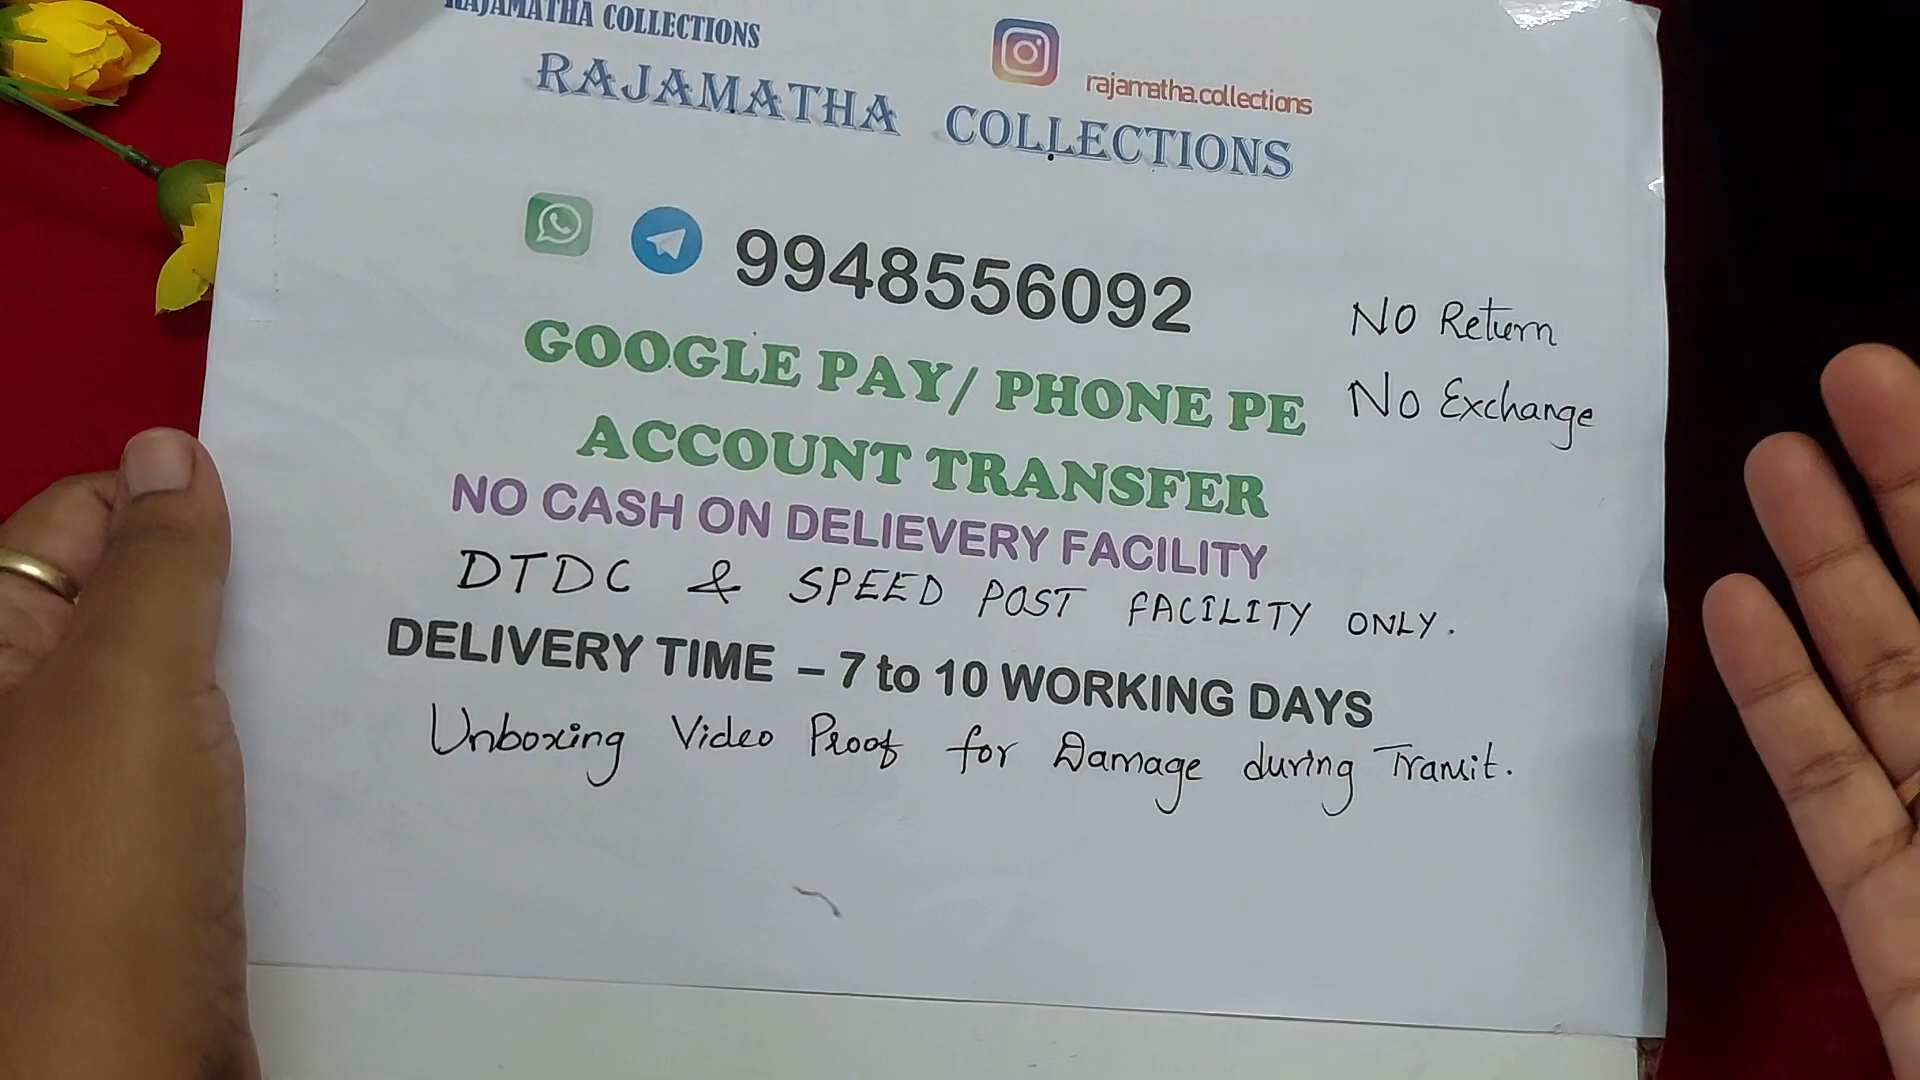 RAJAMATHA COLLECTIONS
rajamatha.collections
RAJAMATHA COLLECTIONS
9948556092
GOOGLE PAY/ PHONE PE
ACCOUNT TRANSFER
NO Return
No Exchange
NO CASH ON DELIEVERY FACILITY
DTDC & SPEED POST FACILITY ONLY.
DELIVERY TIME – 7 to 10 WORKING DAYS
Unboxing Video Proof for Damage during Transit.